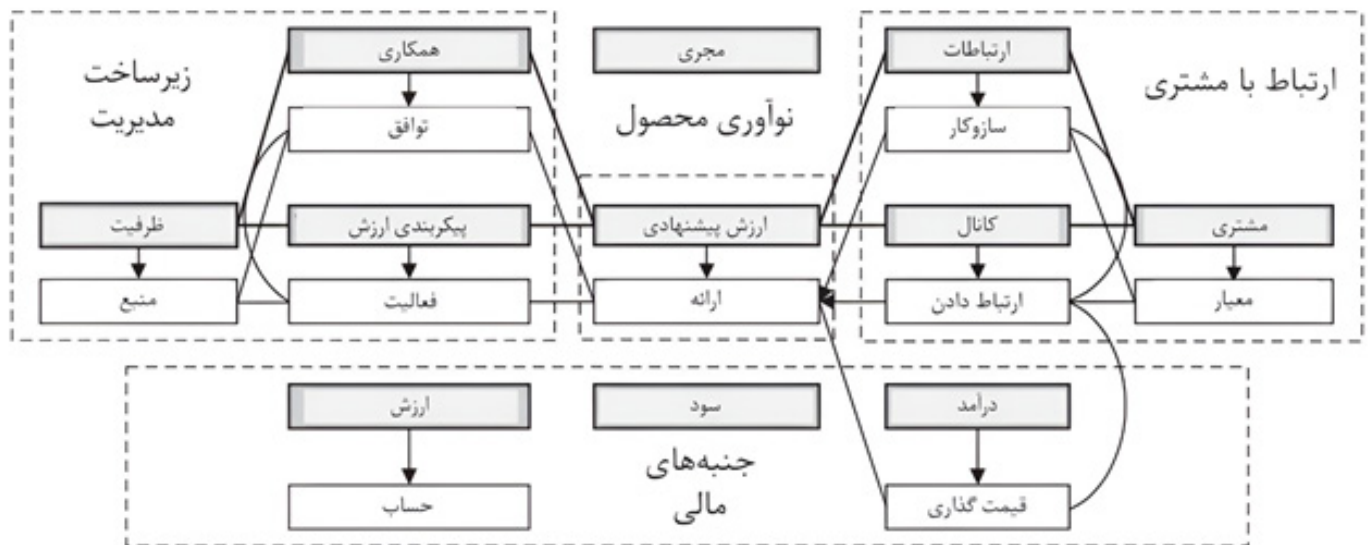 ارتباطات
مجری
همکاری
ارتباط با مشتری
سازوکار
نوآوری محصول
توافق
زیرساخت
مدیریت
مشتری
کانال
ارزش پیشنهادی
پیکربندی ارزش
ظرفیت
معیار
ارتباط دادن
ارائه
فعالیت
منبع
درآمد
سود
ارزش
جنبه‌های
مالی
قیمت گذاری
حساب